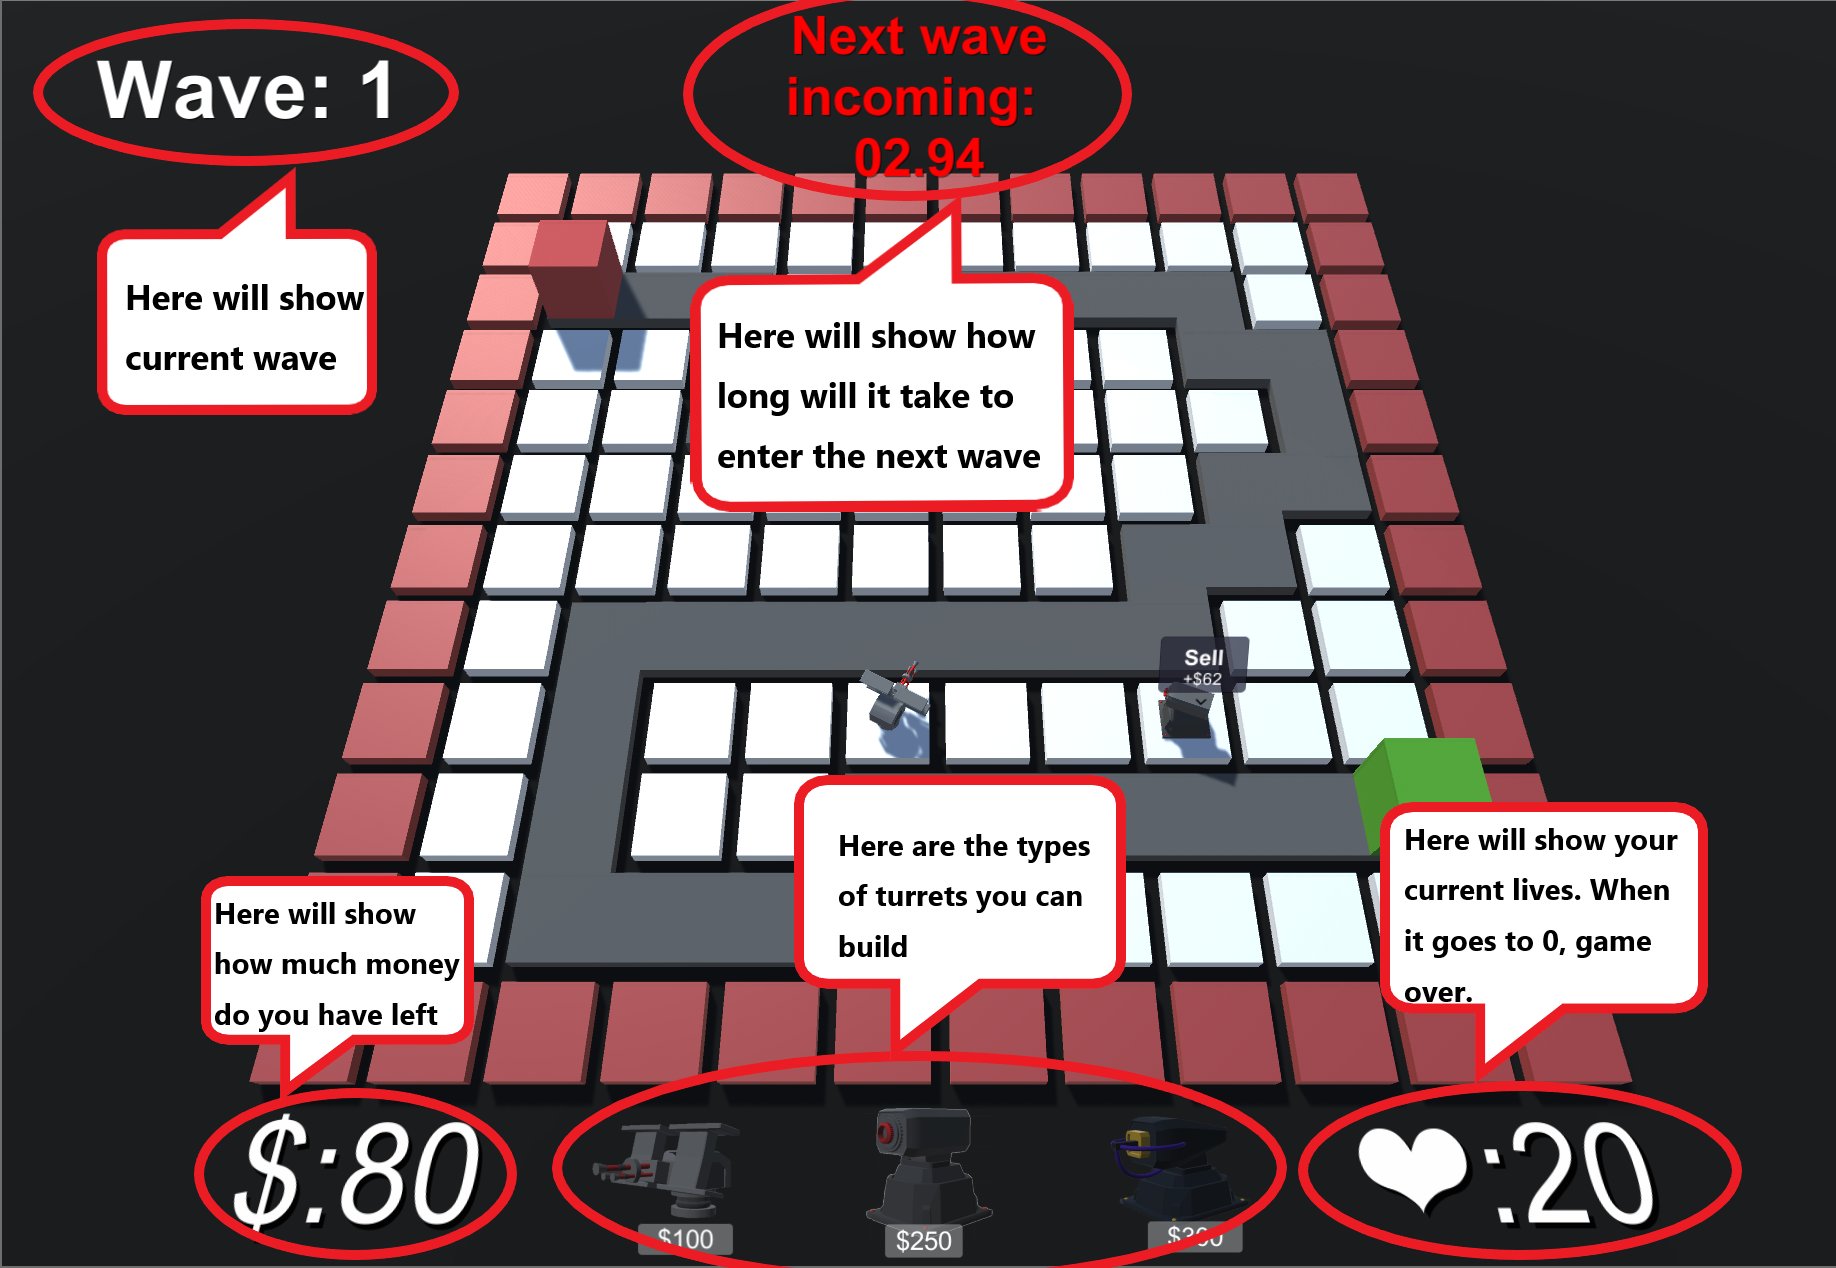 Wave: 1
Next wave
incoming:
02.94
Here will show
current wave
Here will show how
long will it take to
enter the next wave
Sell
+$62
Here are the types
of turrets you can
build
Here will show your
current lives. When
it goes to 0, game
over.
Here will show
how much money
do you have left
$:80
$100
$250
:20